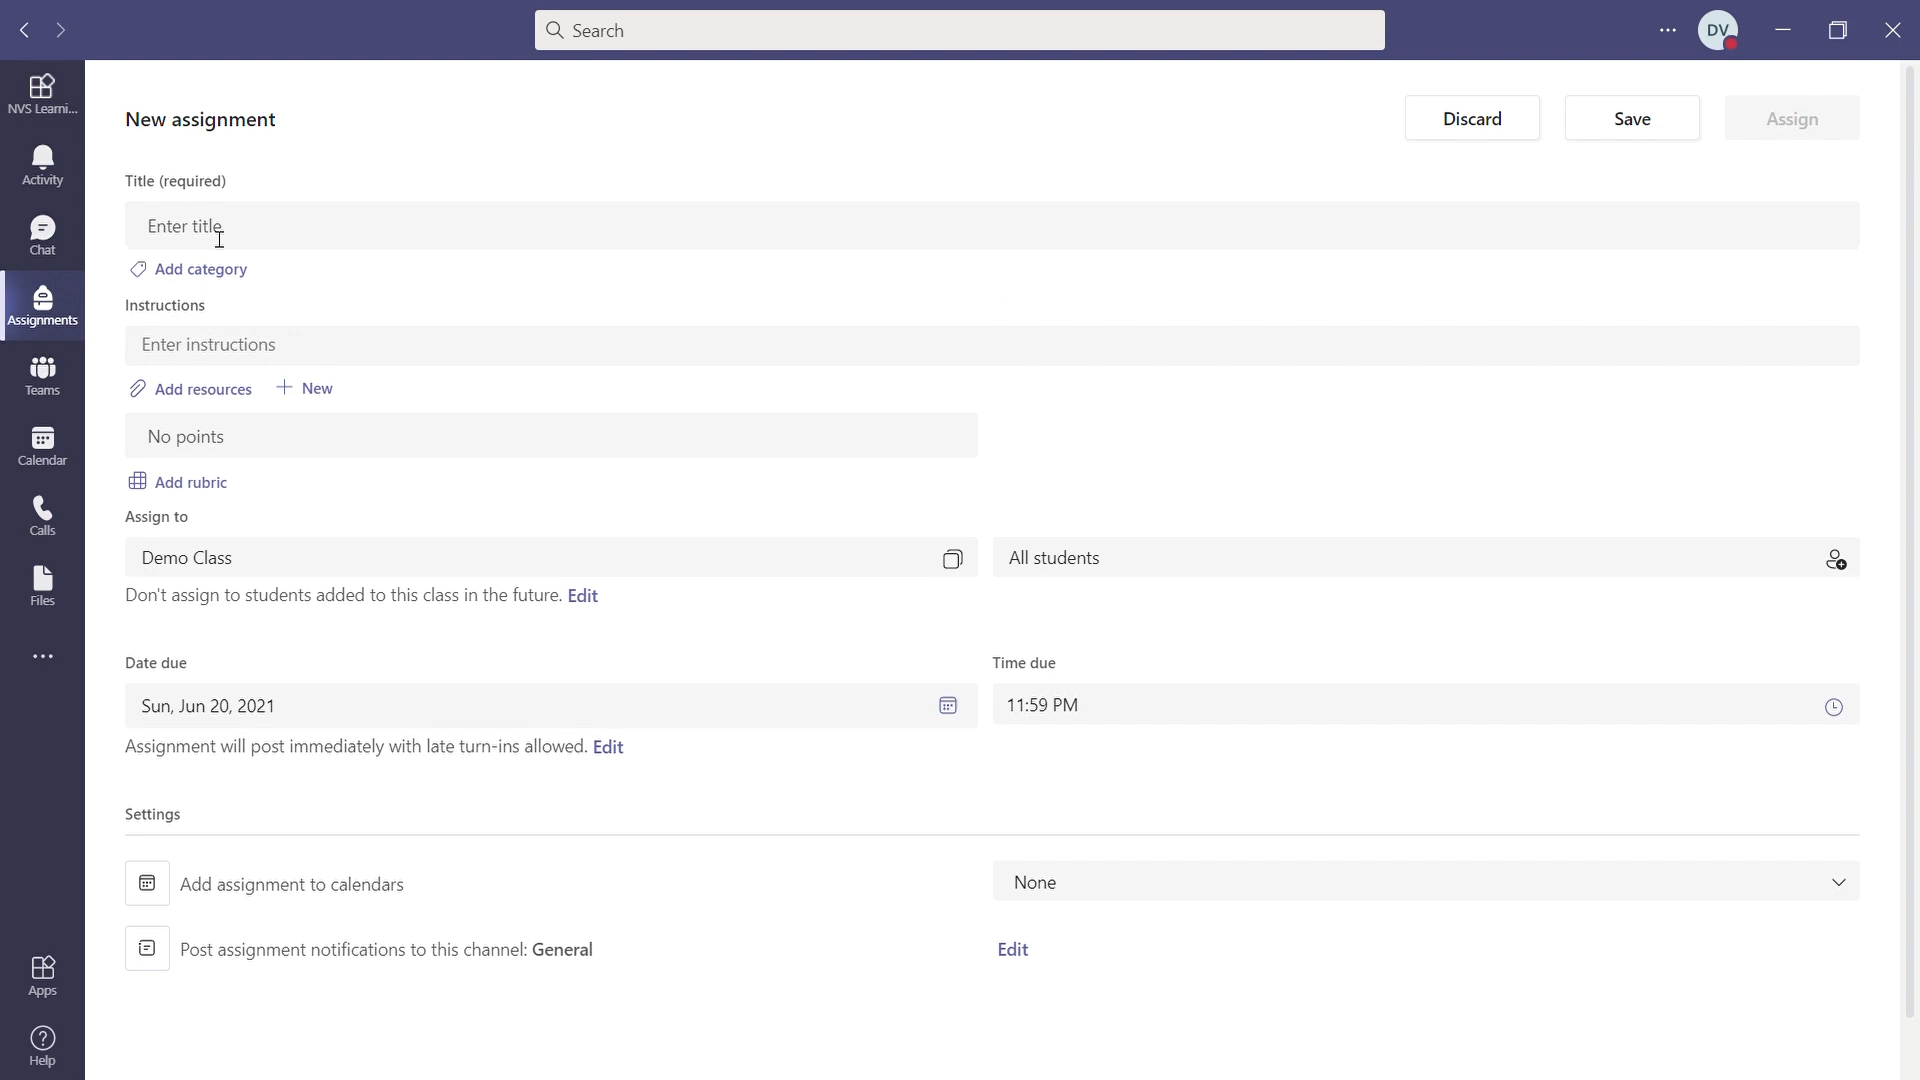 Search
DV
NVS Learni...
Activity
Chat
Assignments
Teams
Calendar
Calls
Files
Apps
Help
New assignment
Discard
Save
Assign
Title (required)
Enter title
Add category
Instructions
Enter instructions
Add resources
New
No points
Add rubric
Assign to
Demo Class
All students
Don't assign to students added to this class in the future. Edit
Date due
Time due
Sun, Jun 20, 2021
11:59 PM
Assignment will post immediately with late turn-ins allowed. Edit
Settings
Add assignment to calendars
None
Post assignment notifications to this channel: General
Edit